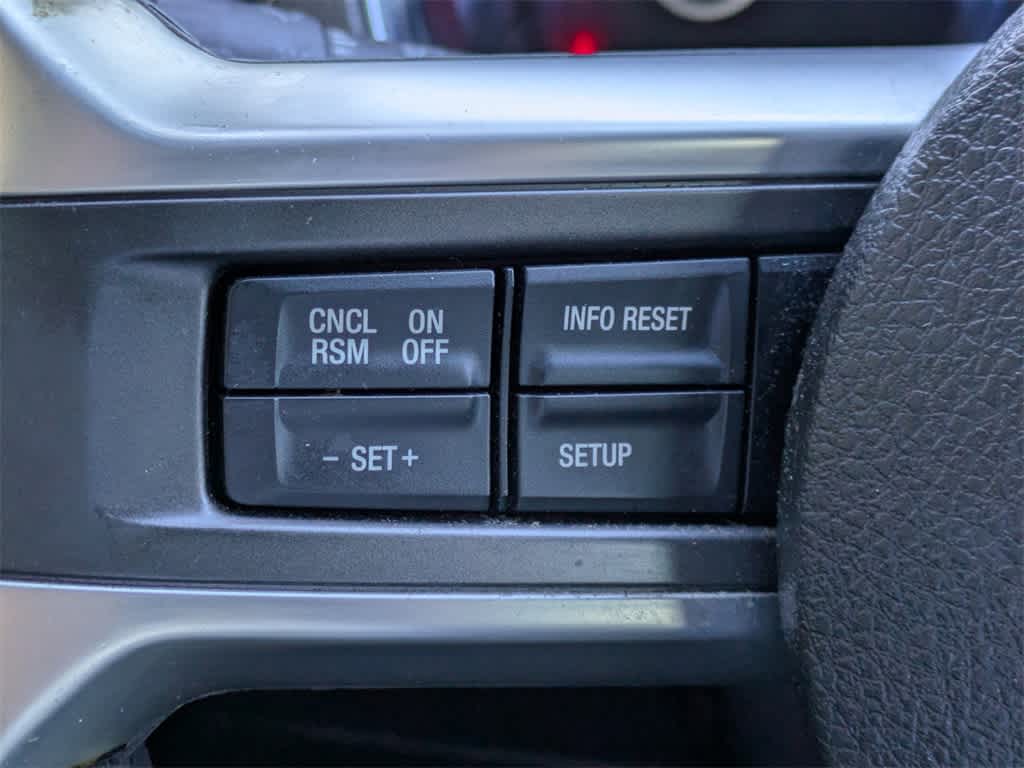 CNCL ON
RSM OFF
INFO RESET
- SET +
SETUP